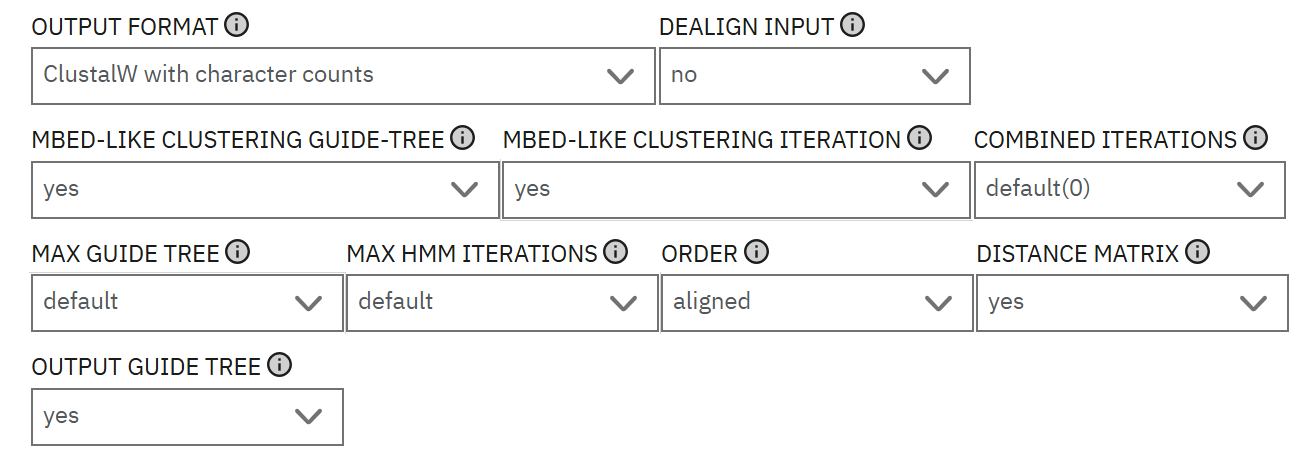 OUTPUT FORMAT DEALIGN INPUT
ClustalW with character counts no
MBED-LIKE CLUSTERING GUIDE-TREE MBED-LIKE CLUSTERING ITERATION COMBINED ITERATIONS
yes yes default(0)
MAX GUIDE TREE MAX HMM ITERATIONS ORDER DISTANCE MATRIX
default default aligned yes
OUTPUT GUIDE TREE
yes